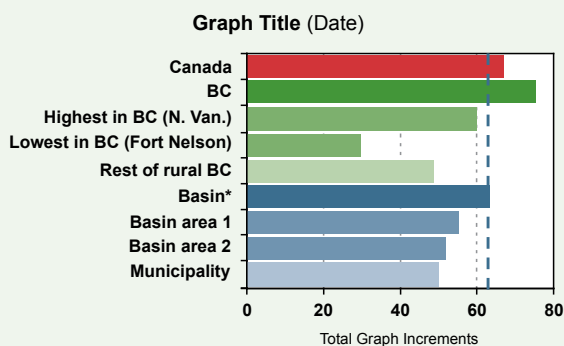 Graph Title (Date)
Canada
BC
Highest in BC (N. Van.)
Lowest in BC (Fort Nelson)
Rest of rural BC
Basin*
Basin area 1
Basin area 2
Municipality
0 20 40 60 80
Total Graph Increments